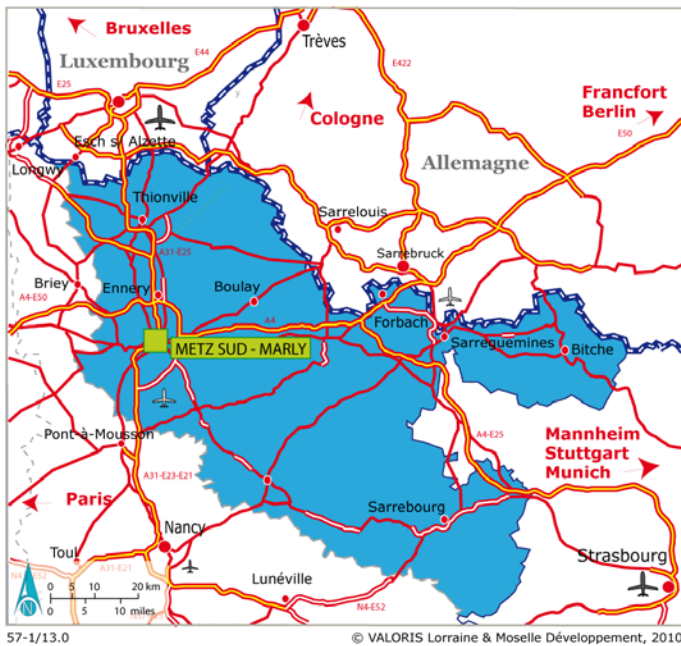 Bruxelles
E44
Trèves
E422
Luxembourg
E25
Francfort
Berlin
E50
Cologne
Esch s/ Alzotte
Allemagne
Longwy
Thionville
Sarrelouis
A31-E25
Sarrebruck
Briey
Ennery
Boulay
A4-E50
A4
Forbach
Sarreguemines
METZ SUD - MARLY
Bitche
Pont-à-Mousson
A4-E25
Mannheim
Stuttgart
Munich
A31-E23-E21
Paris
Sarrebourg
Nancy
Toul
A31-E21
Strasbourg
Lunéville
N4-E52
N4-E52
N
0 5 10 20 km
0 5 10 miles
57-1/13.0
© VALORIS Lorraine & Moselle Développement, 2010